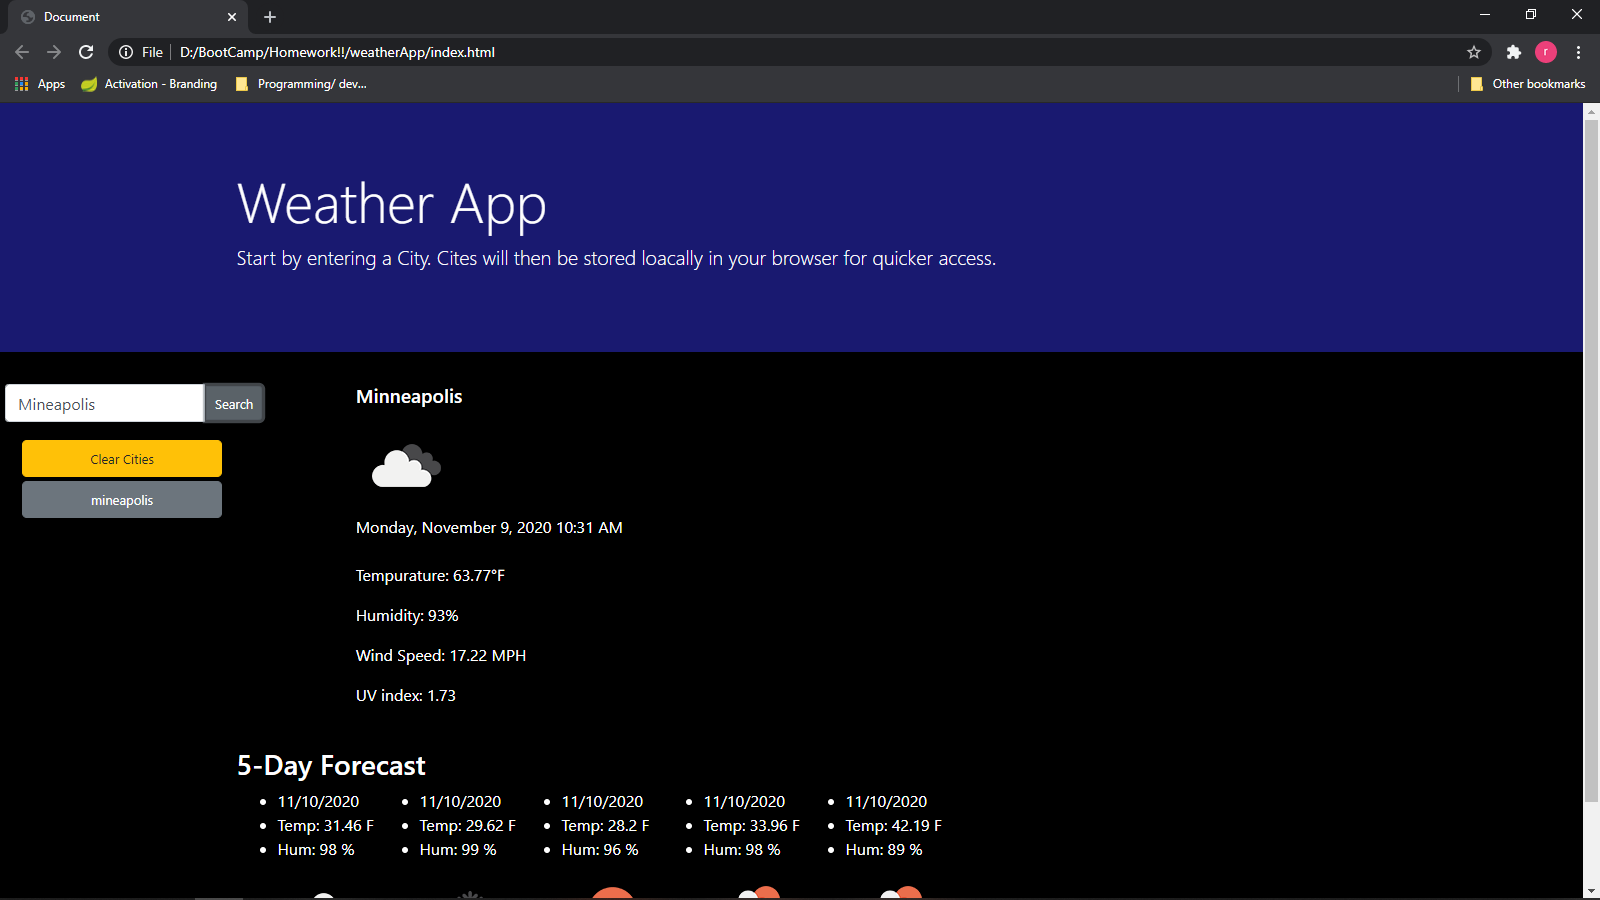 Document
File D:/BootCamp/Homework!!/weatherApp/index.html
r
Apps Activation - Branding Programming/ dev... Other bookmarks
Weather App
Start by entering a City. Cites will then be stored loacally in your browser for quicker access.
Mineapolis Search
Clear Cities
mineapolis
Minneapolis
Monday, November 9, 2020 10:31 AM
Tempurature: 63.77°F
Humidity: 93%
Wind Speed: 17.22 MPH
UV index: 1.73
5-Day Forecast
• 11/10/2020 • 11/10/2020 • 11/10/2020 • 11/10/2020 • 11/10/2020
• Temp: 31.46 F • Temp: 29.62 F • Temp: 28.2 F • Temp: 33.96 F • Temp: 42.19 F
• Hum: 98 % • Hum: 99 % • Hum: 96 % • Hum: 98 % • Hum: 89 %